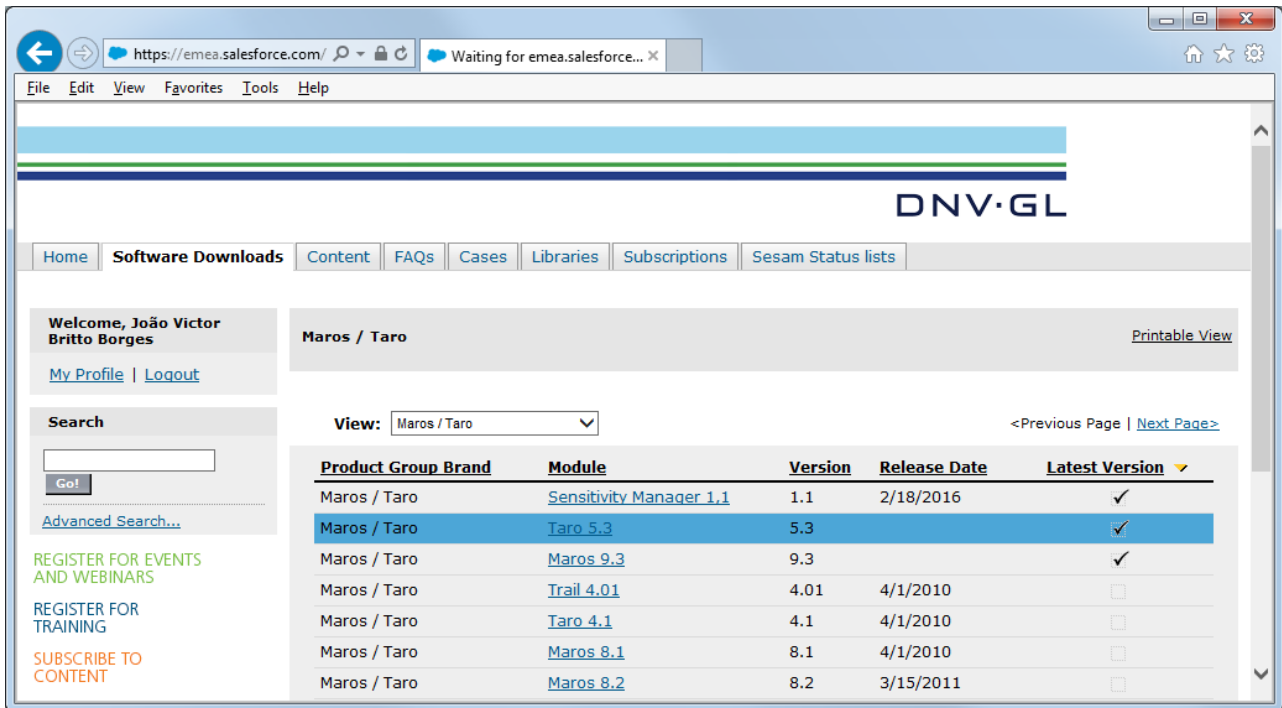 https://emea.salesforce.com/
Waiting for emea.salesforce...
File Edit View Favorites Tools Help
DNV·GL
Home Software Downloads Content FAQs Cases Libraries Subscriptions Sesam Status lists
Welcome, João Victor
Britto Borges
My Profile | Logout
Search
Go!
Advanced Search...
REGISTER FOR EVENTS
AND WEBINARS
REGISTER FOR
TRAINING
SUBSCRIBE TO
CONTENT
Maros / Taro
Printable View
View: Maros / Taro
<Previous Page | Next Page>
Product Group Brand Module Version Release Date Latest Version
Maros / Taro Sensitivity Manager 1,1 1.1 2/18/2016
Maros / Taro Taro 5.3 5.3
Maros / Taro Maros 9.3 9.3
Maros / Taro Trail 4.01 4.01 4/1/2010
Maros / Taro Taro 4.1 4.1 4/1/2010
Maros / Taro Maros 8.1 8.1 4/1/2010
Maros / Taro Maros 8.2 8.2 3/15/2011